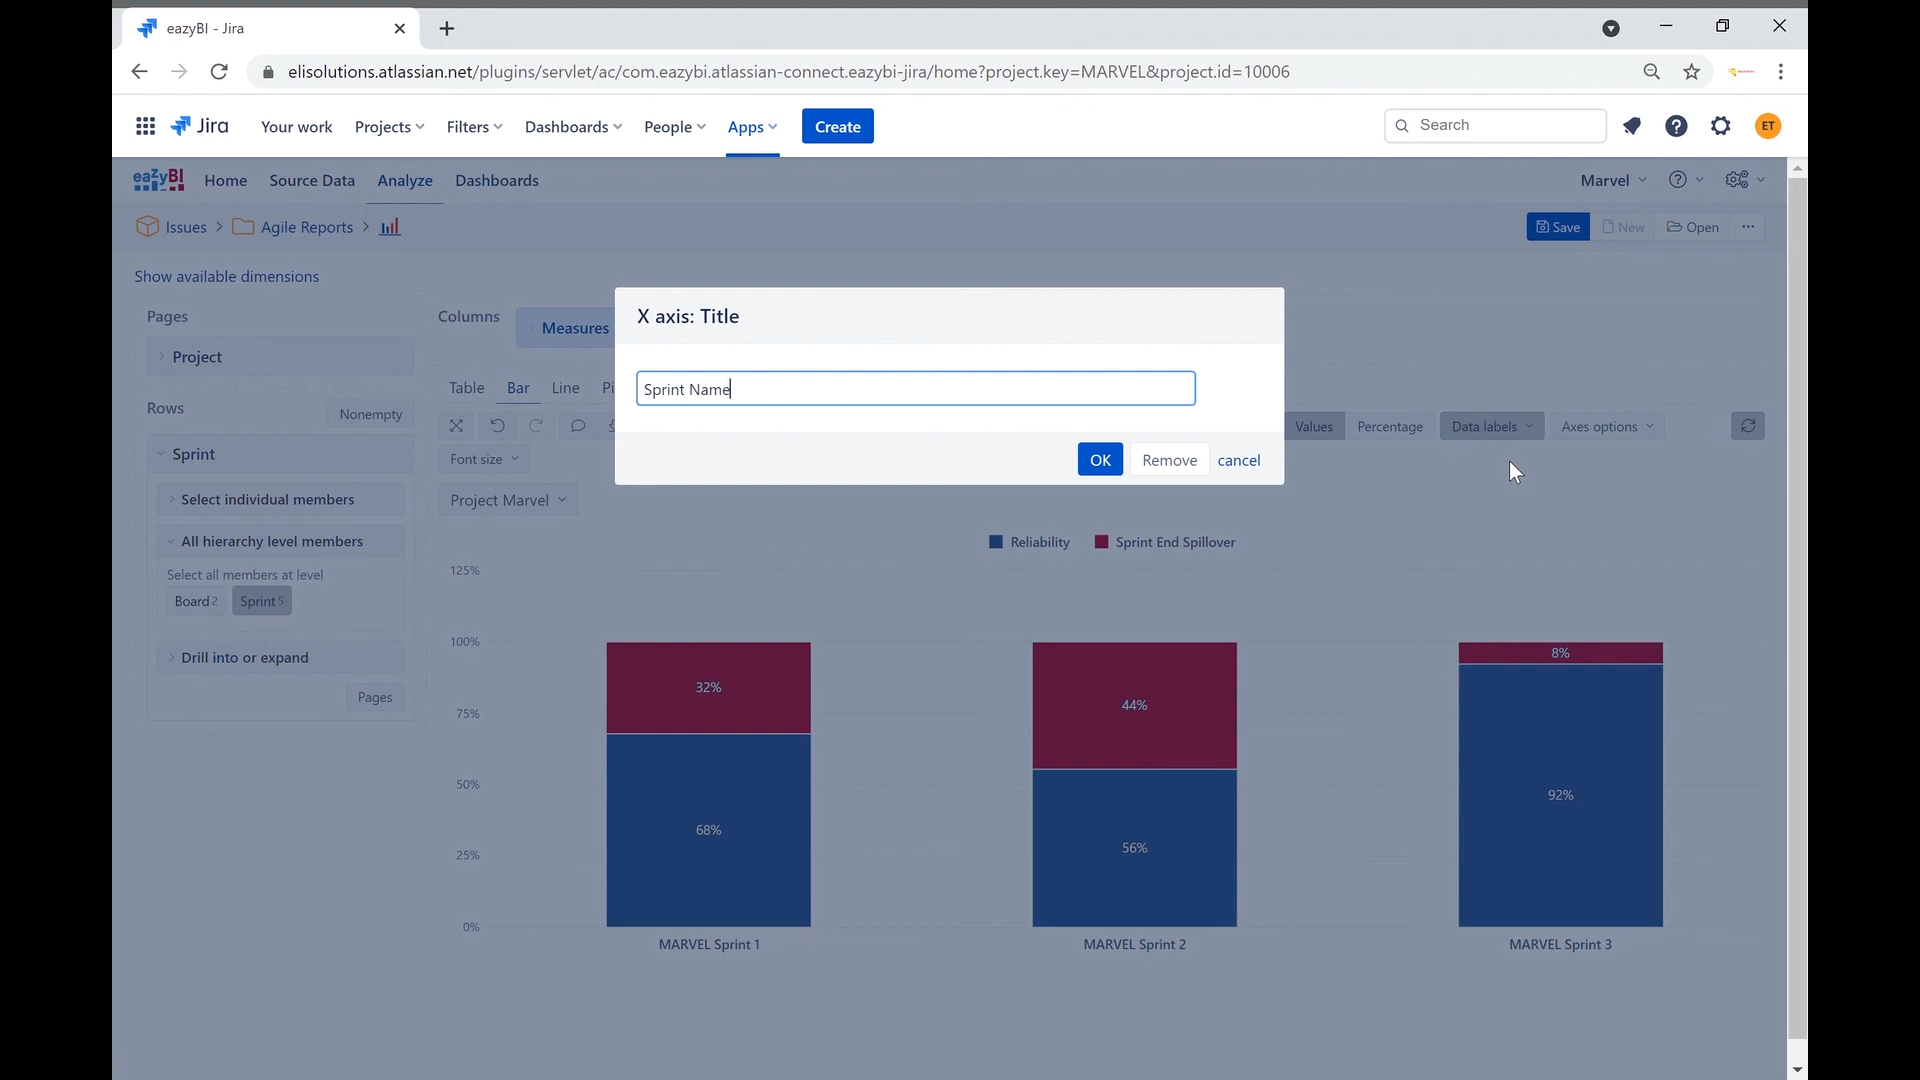 eazyBI - Jira
elisolutions.atlassian.net/plugins/servlet/ac/com.eazybi.atlassian-connect.eazybi-jira/home?project.key=MARVEL&project.id=10006
Jira Your work Projects Filters Dashboards People Apps Create Search ET
eazyBI Home Source Data Analyze Dashboards Marvel
Issues Agile Reports Save New Open
Show available dimensions
Pages
Project
Rows Nonempty
Sprint
Select individual members
All hierarchy level members
Select all members at level
Board 2 Sprint 5
Drill into or expand
Pages
Columns Measures
Table Bar Line Pi
Values Percentage Data labels Axes options
Font size
Project Marvel
X axis: Title
Sprint Name
OK Remove cancel
Reliability Sprint End Spillover
125%
100%
75%
50%
25%
0%
32% 44% 8%
68% 56% 92%
MARVEL Sprint 1 MARVEL Sprint 2 MARVEL Sprint 3